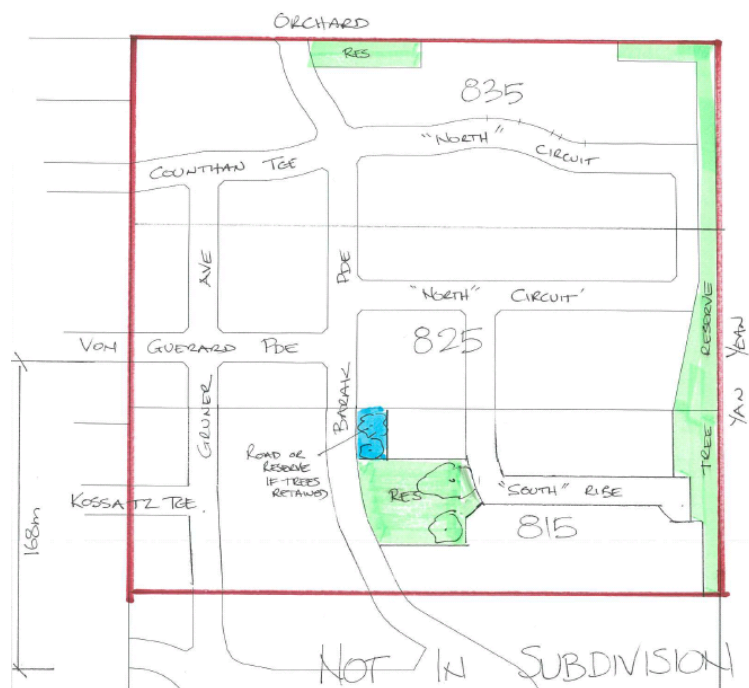 ORCHARD
RES
835
"NORTH"
CIRCUIT
COUNTHAN TCE
AVE
PDE
"NORTH" CIRCUIT'
RESERVE
YEAN
VON GUERARD PDE
825
YAN
GRUNER
BARAK
TREE
ROAD OR
RESERVE
IF TREES
RETAINED
RES
"SOUTH" RISE
KOSSATZ TCE.
815
168m
NOT IN SUBDIVISION